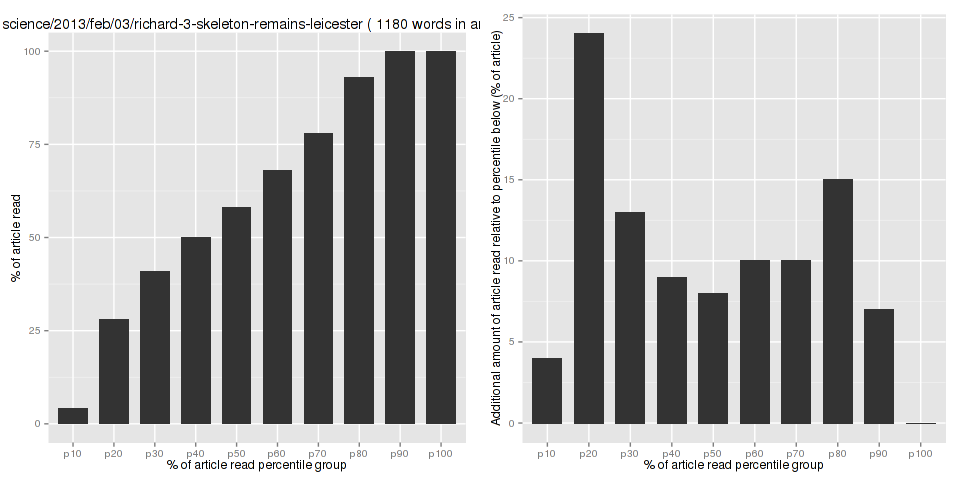 science/2013/feb/03/richard-3-skeleton-remains-leicester ( 1180 words in ar
100
75
50
25
0
% of article read
p10 p20 p30 p40 p50 p60 p70 p80 p90 p100
% of article read percentile group
25
20
15
10
5
0
Additional amount of article read relative to percentile below (% of article)
p10 p20 p30 p40 p50 p60 p70 p80 p90 p100
% of article read percentile group